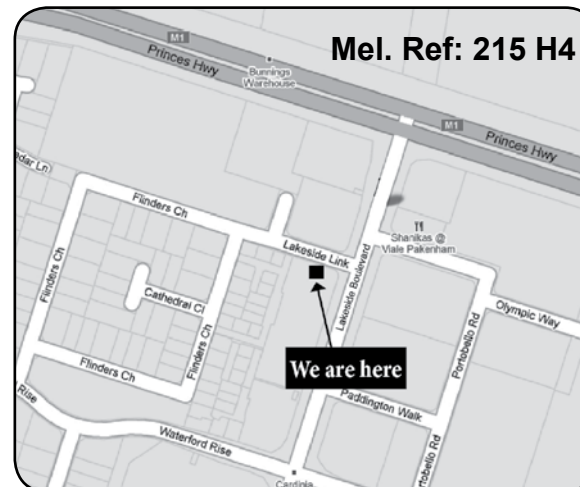 Mel. Ref: 215 H4
M1
Princes Hwy
Bunnings
Warehouse
M1
Princes Hwy
dar Ln
Flinders Ch
Shanikas @
Viale Pakenham
Lakeside Link
Lakeside Boulevard
Flinders Ch
Cathedral Cl
Flinders Ch
Olympic Way
Portobello Rd
We are here
Flinders Ch
Paddington Walk
Rise
Waterford Rise
Portobello Rd
Cardinia